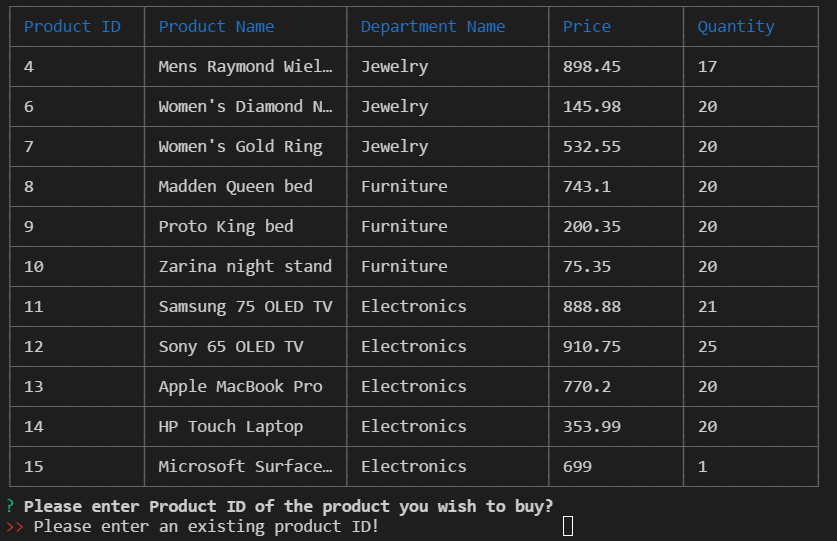 Product ID Product Name Department Name Price Quantity
4 Mens Raymond Wiel… Jewelry 898.45 17
6 Women's Diamond N… Jewelry 145.98 20
7 Women's Gold Ring Jewelry 532.55 20
8 Madden Queen bed Furniture 743.1 20
9 Proto King bed Furniture 200.35 20
10 Zarina night stand Furniture 75.35 20
11 Samsung 75 OLED TV Electronics 888.88 21
12 Sony 65 OLED TV Electronics 910.75 25
13 Apple MacBook Pro Electronics 770.2 20
14 HP Touch Laptop Electronics 353.99 20
15 Microsoft Surface… Electronics 699 1
? Please enter Product ID of the product you wish to buy?
>> Please enter an existing product ID!